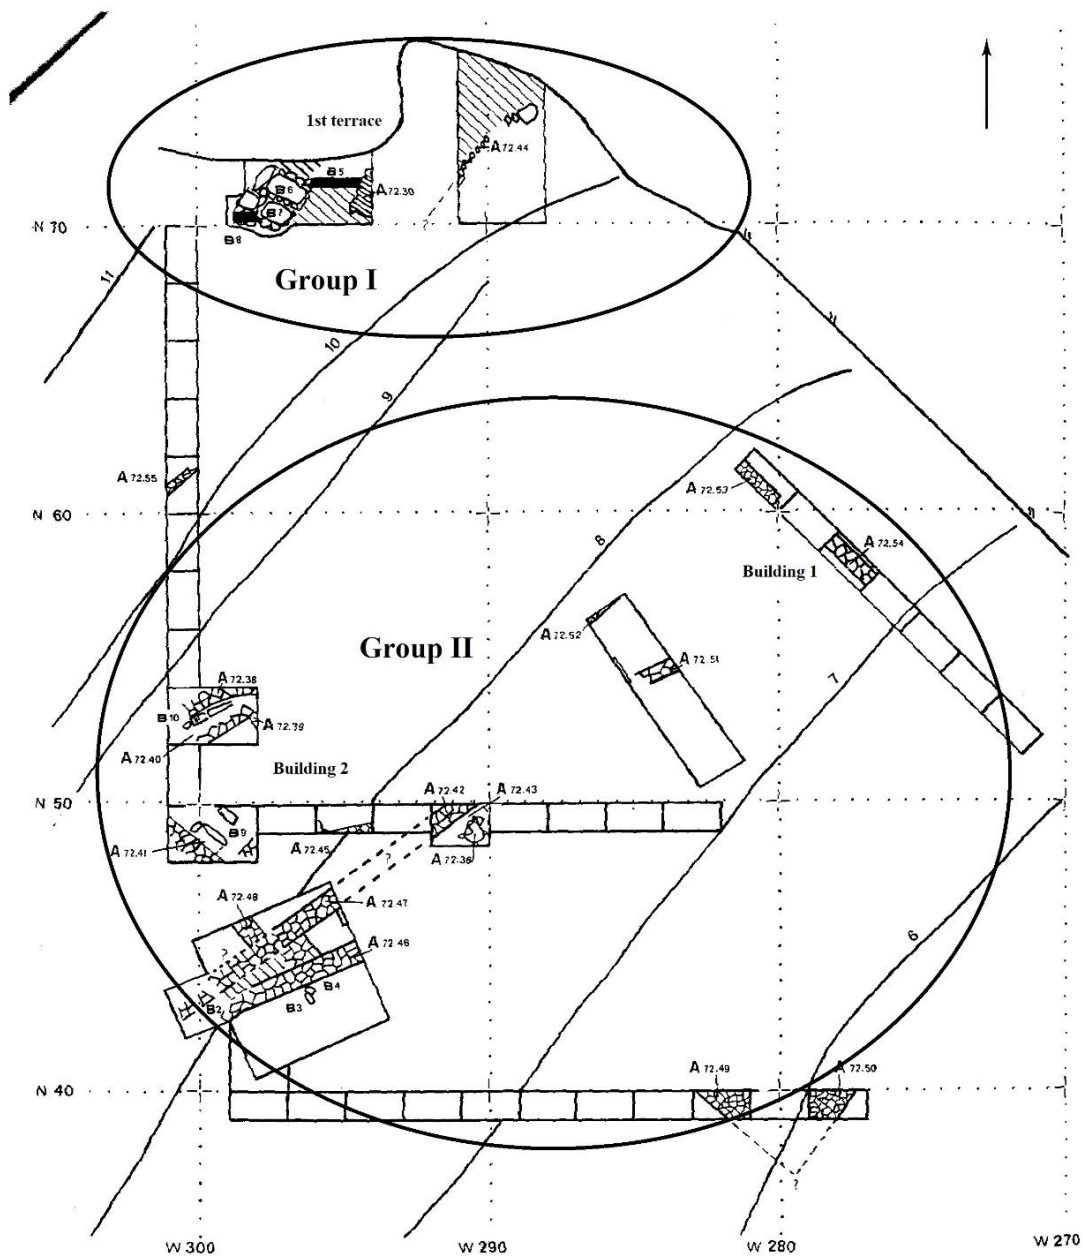 1st terrace
A 72.44
B 5
B 6
A 72.30
B 7
N 70
B 8
Group I
11
10
9
A 72.55
A 72.53
N 60
8
A 72.54
Building 1
A 72.52
Group II
A 72.51
7
A 72.38
B 10
A 72.39
A 72.40
Building 2
N 50
A 72.42
A 72.43
B 9
A 72.41
A 72.45
?
A 72.36
A 72.48
A 72.47
A 72.46
6
?
B 2
B 3
B 4
N 40
A 72.49
A 72.50
?
W 300
W 290
W 280
W 270